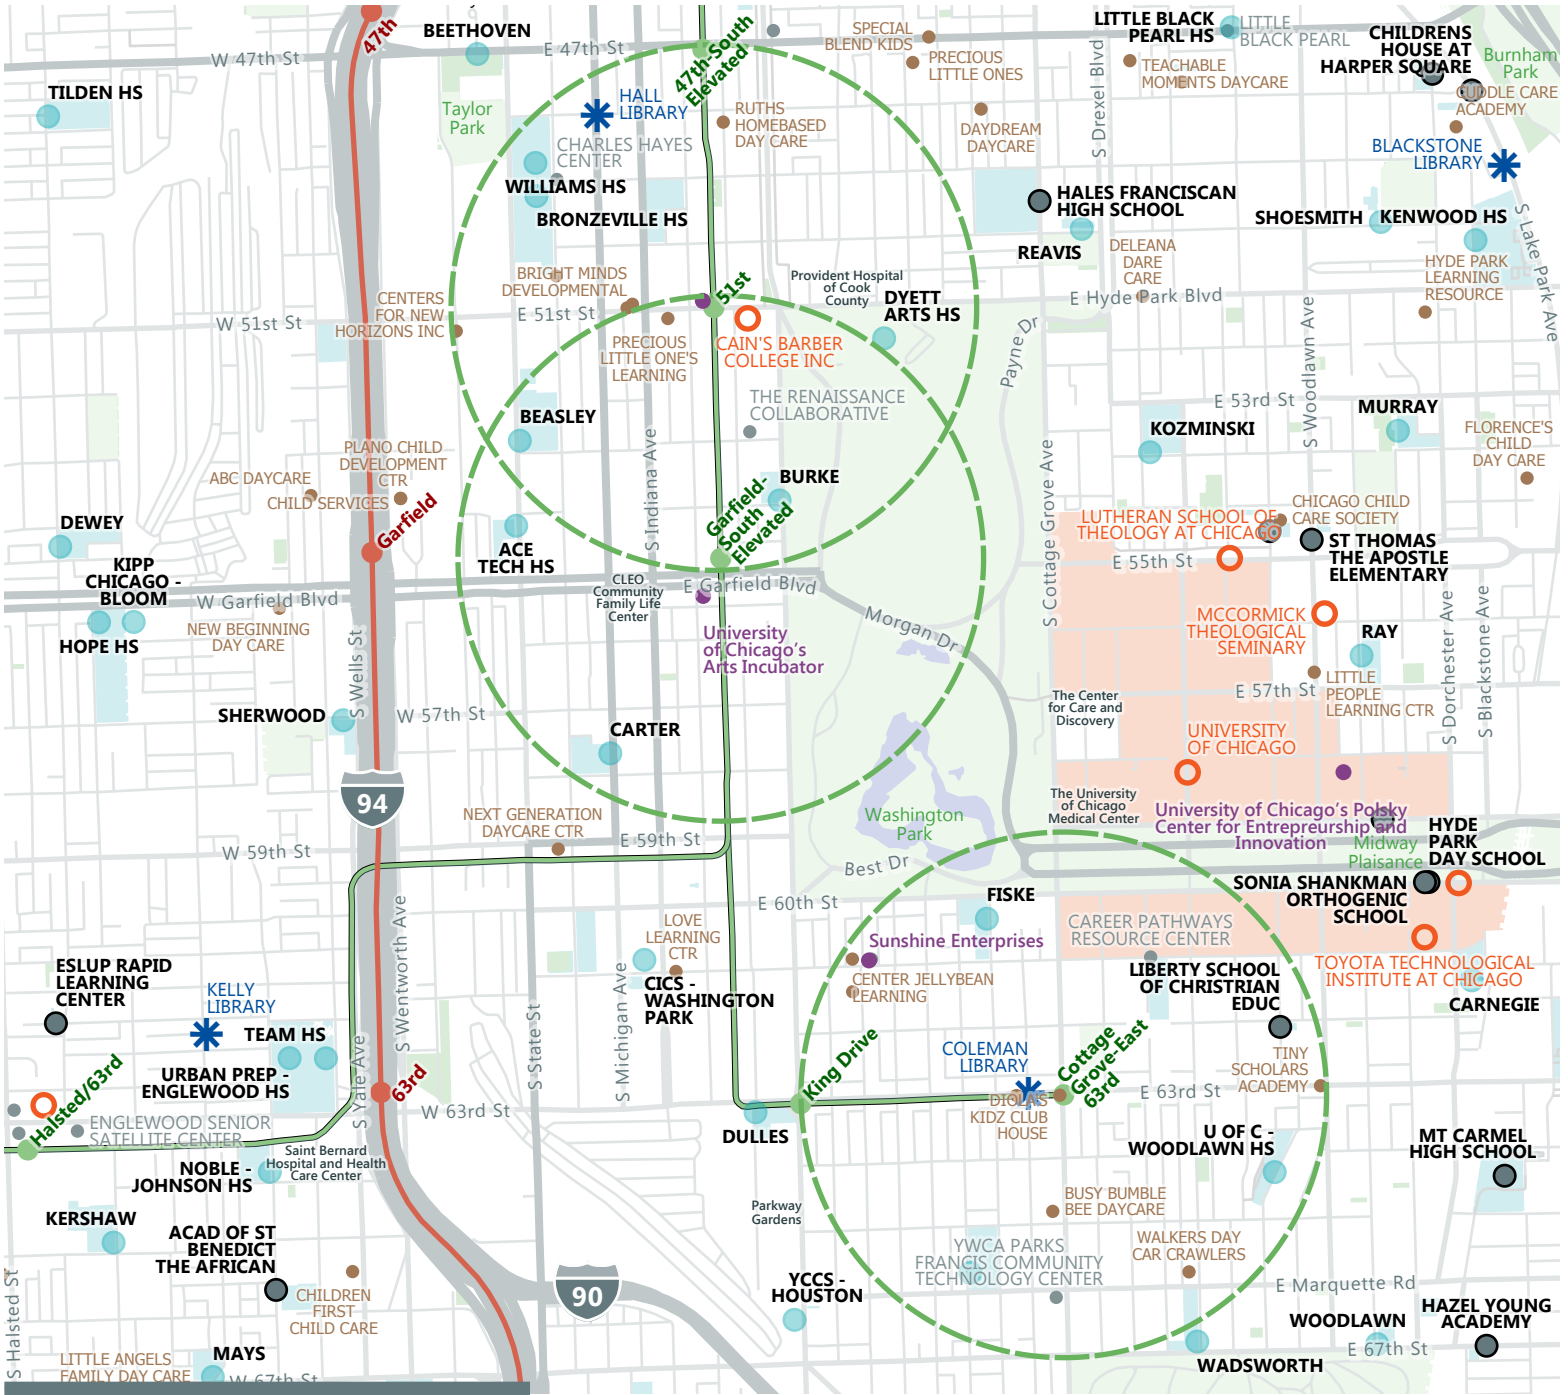 47th
BEETHOVEN
W 47th St
E 47th St
47th-South
Elevated
SPECIAL
BLEND KIDS
PRECIOUS
LITTLE ONES
S Drexel Blvd
LITTLE BLACK
PEARL HS
LITTLE
BLACK PEARL
TEACHABLE
MOMENTS DAYCARE
CHILDRENS
HOUSE AT
HARPER SQUARE
Burnham
Park
CUDDLE CARE
ACADEMY
TILDEN HS
Taylor
Park
HALL
LIBRARY
RUTHS
HOMEBASED
DAY CARE
DAYDREAM
DAYCARE
BLACKSTONE
LIBRARY
CHARLES HAYES
CENTER
WILLIAMS HS
BRONZEVILLE HS
HALES FRANCISCAN
HIGH SCHOOL
REAVIS
SHOESMITH
KENWOOD HS
S Lake Park Ave
DELEANA
DARE
CARE
HYDE PARK
LEARNING
RESOURCE
BRIGHT MINDS
DEVELOPMENTAL
CENTERS
FOR NEW
HORIZONS INC
W 51st St
E 51st St
51st
Provident Hospital
of Cook
County
DYETT
ARTS HS
E Hyde Park Blvd
Payne Dr
PRECIOUS
LITTLE ONE'S
LEARNING
CAIN'S BARBER
COLLEGE INC
THE RENAISSANCE
COLLABORATIVE
BEASLEY
E 53rd St
S Woodlawn Ave
MURRAY
KOZMINSKI
FLORENCE'S
CHILD
DAY CARE
PLANO CHILD
DEVELOPMENT
CTR
ABC DAYCARE
CHILD SERVICES
Garfield
S Indiana Ave
BURKE
Garfield-
South
Elevated
S Cottage Grove Ave
LUTHERAN SCHOOL OF
THEOLOGY AT CHICAGO
CHICAGO CHILD
CARE SOCIETY
ST THOMAS
THE APOSTLE
ELEMENTARY
E 55th St
DEWEY
KIPP
CHICAGO -
BLOOM
ACE
TECH HS
CLEO
Community
Family Life
Center
E Garfield Blvd
W Garfield Blvd
NEW BEGINNING
DAY CARE
HOPE HS
Morgan Dr
University
of Chicago's
Arts Incubator
MCCORMICK
THEOLOGICAL
SEMINARY
RAY
LITTLE
PEOPLE
LEARNING CTR
E 57th St
S Dorchester Ave
S Blackstone Ave
S Wells St
SHERWOOD
W 57th St
CARTER
The Center
for Care and
Discovery
UNIVERSITY
OF CHICAGO
94
NEXT GENERATION
DAYCARE CTR
E 59th St
W 59th St
Washington
Park
The University
of Chicago
Medical Center
University of Chicago's Polsky
Center for Entrepreurship and
Innovation
Midway
Plaisance
HYDE
PARK
DAY SCHOOL
Best Dr
E 60th St
FISKE
SONIA SHANKMAN
ORTHOGENIC
SCHOOL
LOVE
LEARNING
CTR
Sunshine Enterprises
CAREER PATHWAYS
RESOURCE CENTER
TOYOTA TECHNOLOGICAL
INSTITUTE AT CHICAGO
CARNEGIE
ESLUP RAPID
LEARNING
CENTER
KELLY
LIBRARY
S Wentworth Ave
CICS -
WASHINGTON
PARK
CENTER JELLYBEAN
LEARNING
LIBERTY SCHOOL
OF CHRISTRIAN
EDUC
TEAM HS
URBAN PREP -
ENGLEWOOD HS
S Yale Ave
63rd
S State St
S Michigan Ave
King Drive
COLEMAN
LIBRARY
Cottage
Grove-East
63rd
TINY
SCHOLARS
ACADEMY
E 63rd St
DIOLA'S
KIDZ CLUB
HOUSE
Halsted/63rd
ENGLEWOOD SENIOR
SATELLITE CENTER
W 63rd St
DULLES
U OF C -
WOODLAWN HS
MT CARMEL
HIGH SCHOOL
Saint Bernard
Hospital and Health
Care Center
NOBLE -
JOHNSON HS
Parkway
Gardens
BUSY BUMBLE
BEE DAYCARE
KERSHAW
ACAD OF ST
BENEDICT
THE AFRICAN
YWCA PARKS
FRANCIS COMMUNITY
TECHNOLOGY CENTER
WALKERS DAY
CAR CRAWLERS
S Halsted St
CHILDREN
FIRST
CHILD CARE
90
YCCS -
HOUSTON
E Marquette Rd
WOODLAWN
HAZEL YOUNG
ACADEMY
E 67th St
WADSWORTH
LITTLE ANGELS
FAMILY DAY CARE
MAYS
W 67th St